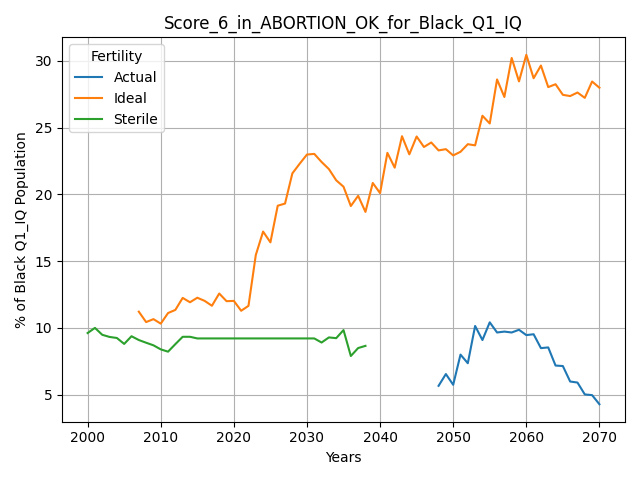 Score_6_in_ABORTION_OK_for_Black_Q1_IQ
% of Black Q1_IQ Population
30
25
20
15
10
5
Fertility
Actual
Ideal
Sterile
2000 2010 2020 2030 2040 2050 2060 2070
Years